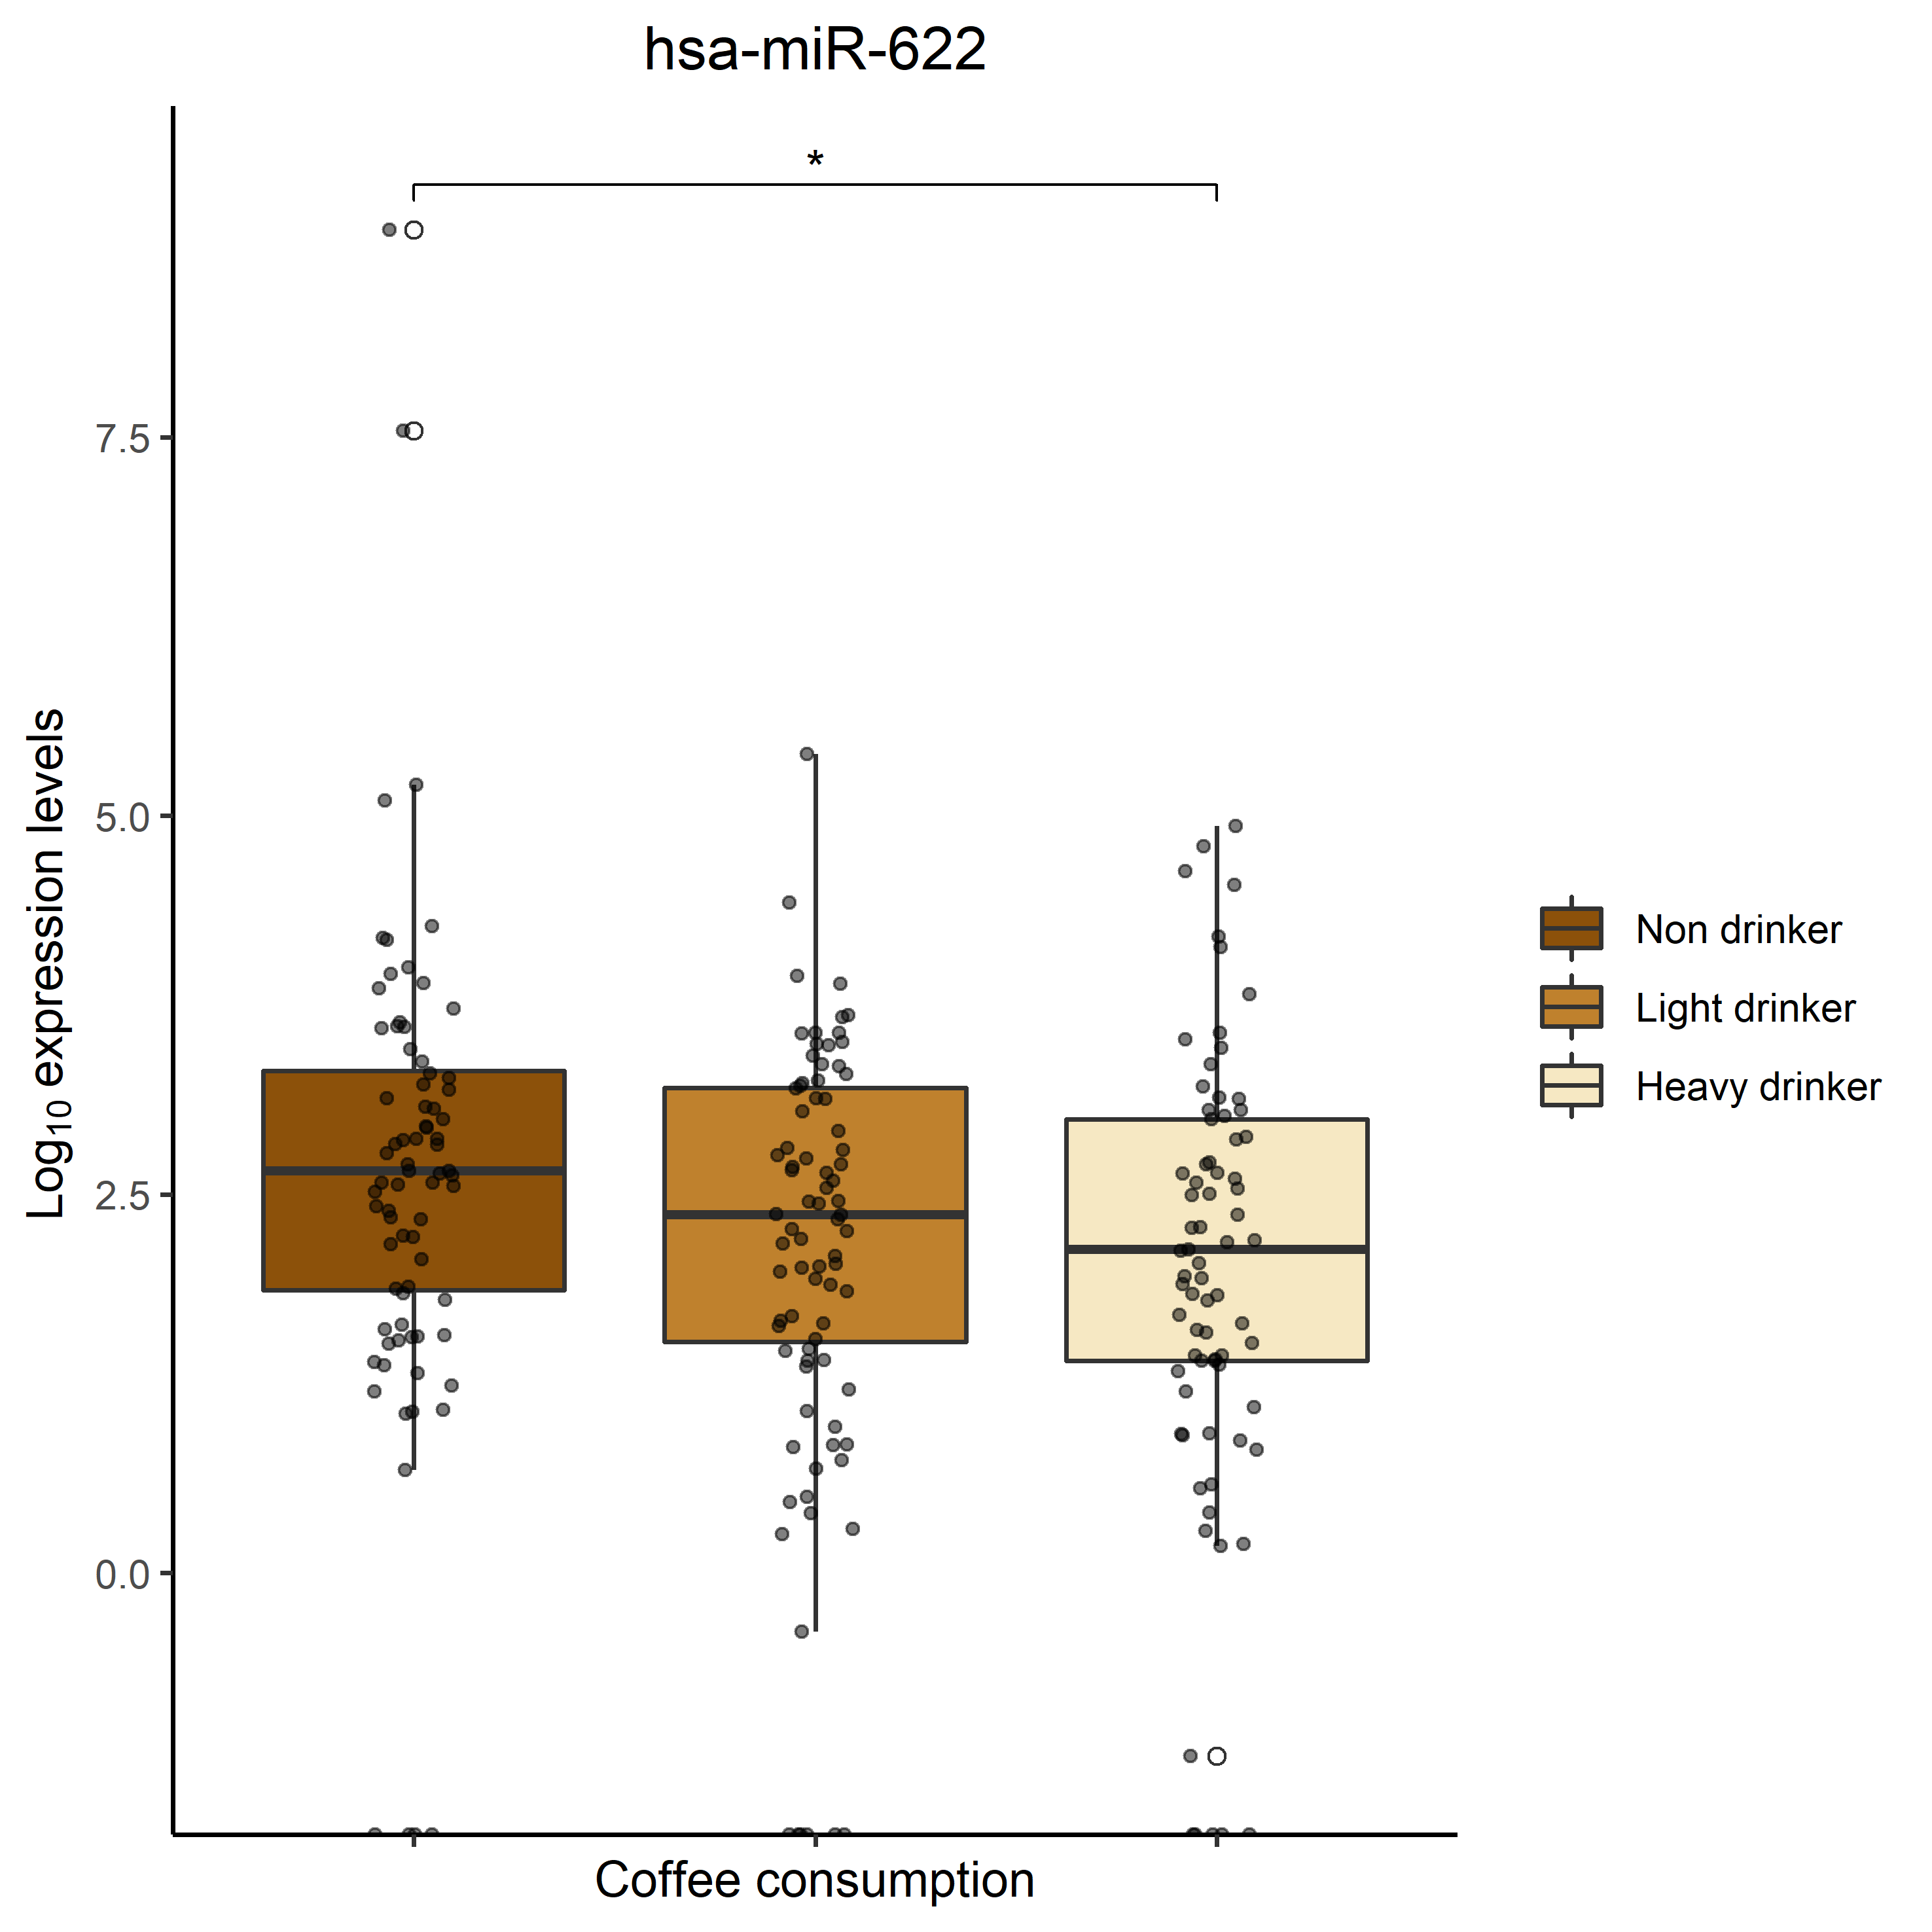 hsa-miR-622
*
7.5
5.0
2.5
0.0
Log10 expression levels
Coffee consumption
Non drinker
Light drinker
Heavy drinker